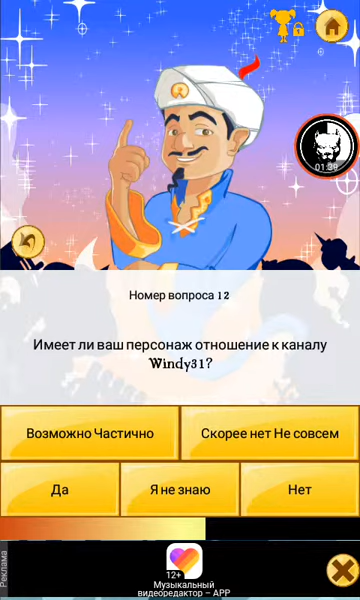 01:38
Номер вопроса 12
Имеет ли ваш персонаж отношение к каналу
Windy31?
Возможно Частично
Скорее нет Не совсем
Да
Я не знаю
Нет
Реклама
12+
Музыкальный
видеоредактор – APP